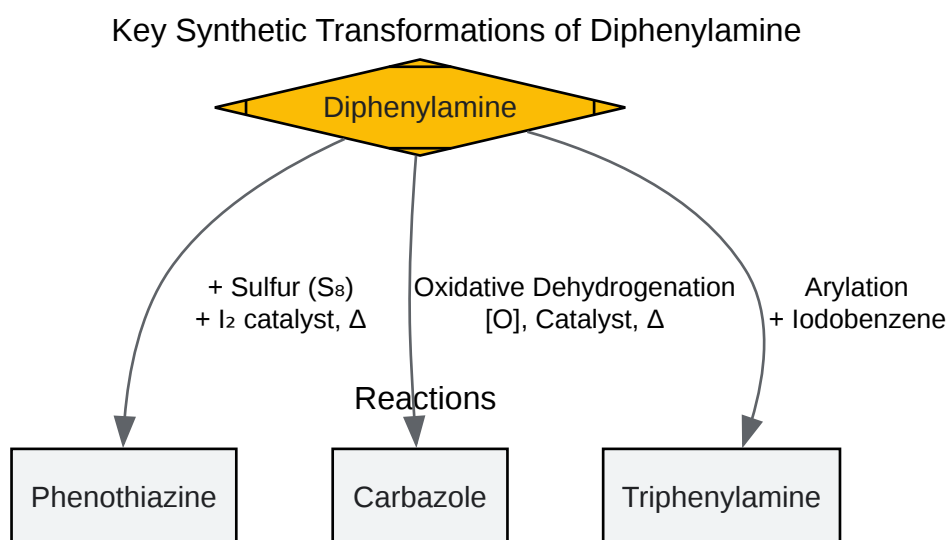 Key Synthetic Transformations of Diphenylamine
Diphenylamine
+ Sulfur (S₈)
+ I₂ catalyst, Δ
Oxidative Dehydrogenation
[O], Catalyst, Δ
Arylation
+ Iodobenzene
Reactions
Phenothiazine
Carbazole
Triphenylamine